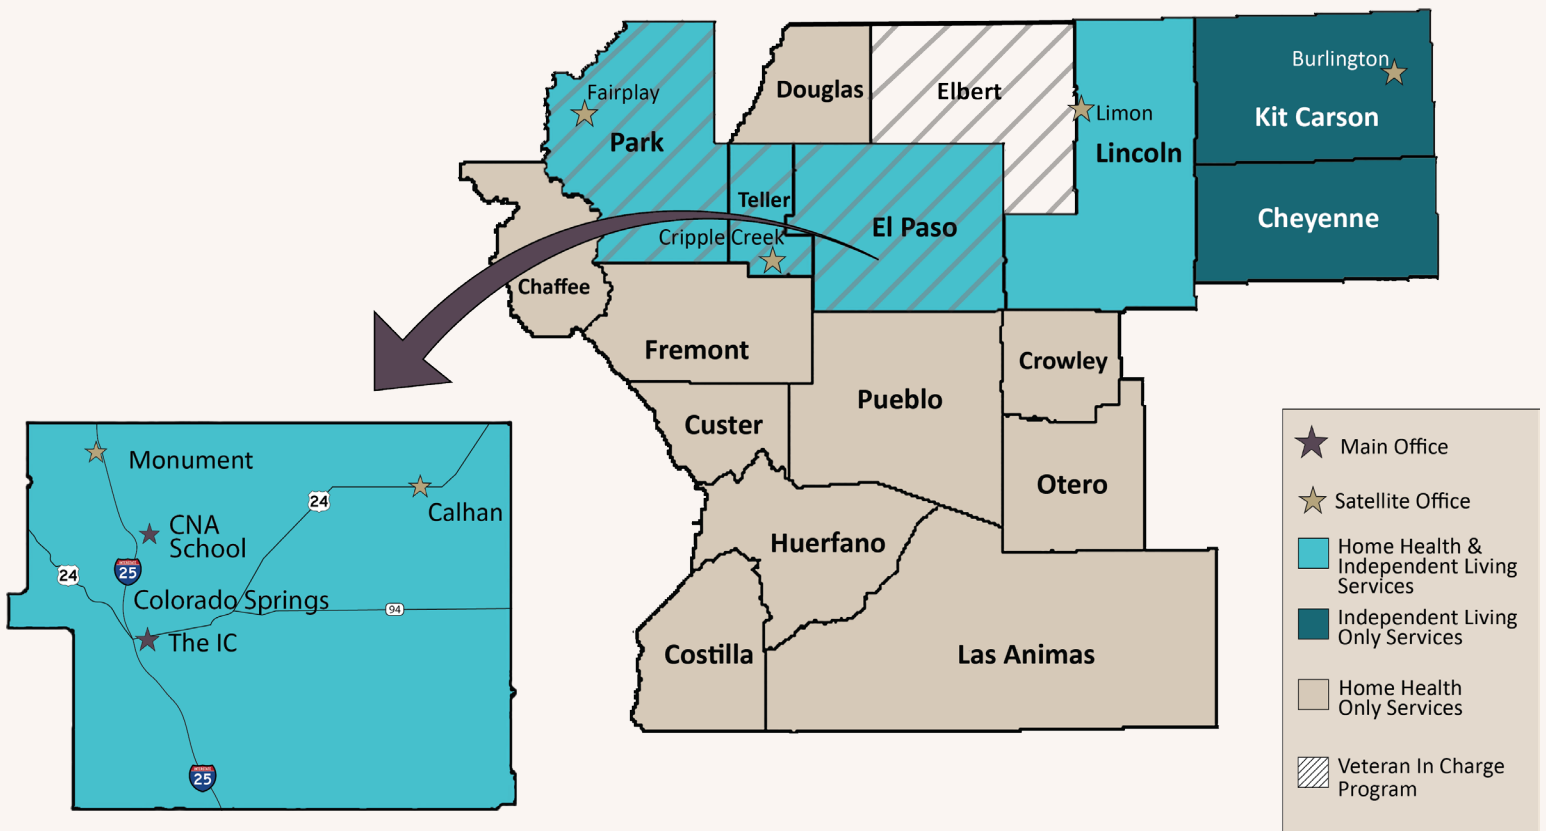 Fairplay
Park
Douglas
Elbert
Limon
Lincoln
Burlington
Kit Carson
Cheyenne
Teller
Cripple Creek
El Paso
Chaffee
Fremont
Custer
Pueblo
Crowley
Otero
Huerfano
Costilla
Las Animas
Monument
24
Calhan
CNA
School
INTERSTATE
25
24
Colorado Springs
94
The IC
INTERSTATE
25
Main Office
Satellite Office
Home Health &
Independent Living
Services
Independent Living
Only Services
Home Health
Only Services
Veteran In Charge
Program